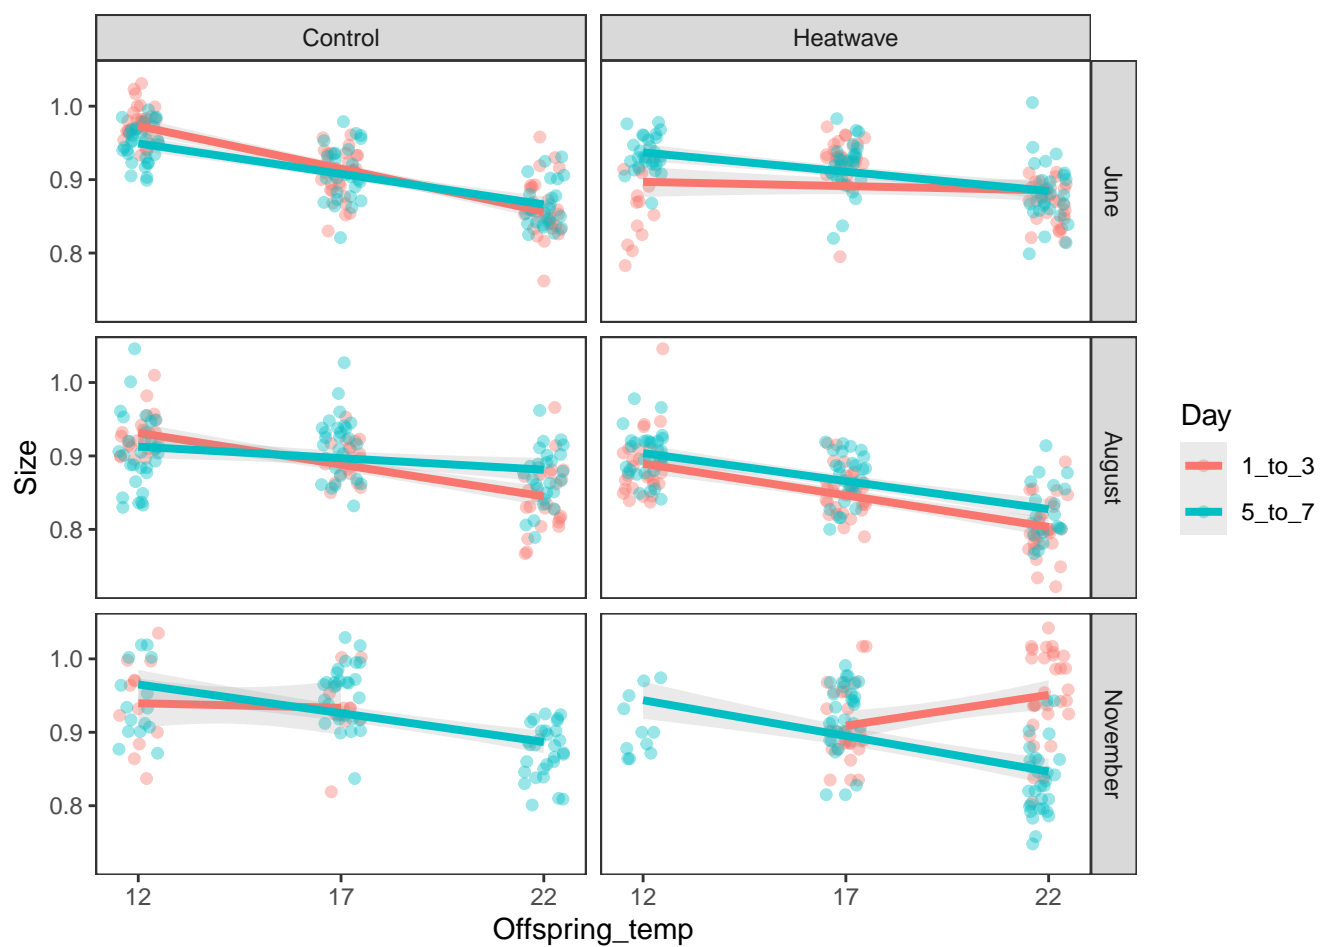 Control
Heatwave
1.0
0.9
0.8
June
1.0
0.9
0.8
August
1.0
0.9
0.8
November
Size
12
17
22
12
17
22
Offspring_temp
Day
1_to_3
5_to_7